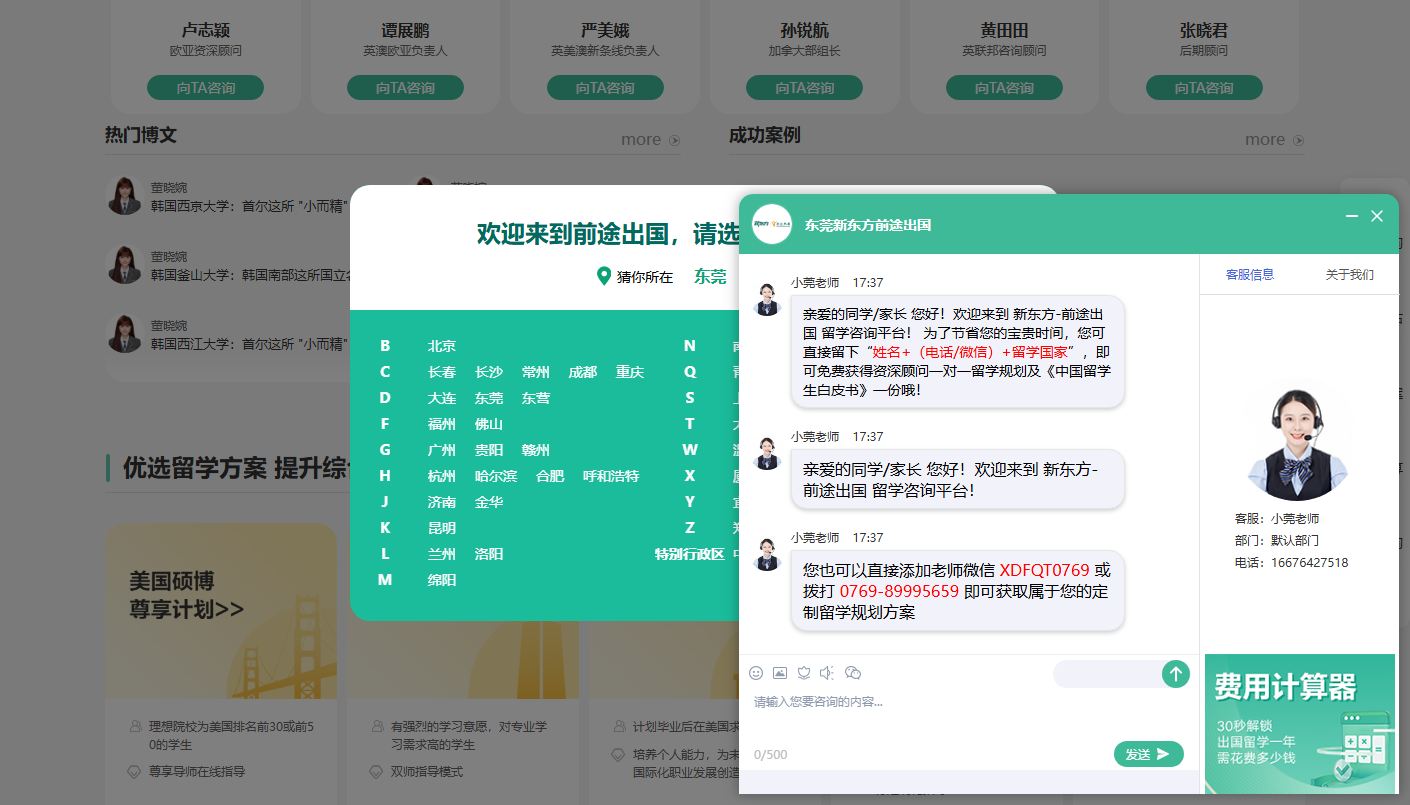 卢志颖
欧亚资深顾问
向TA咨询
谭展鹏
英澳欧亚负责人
向TA咨询
严美娥
英美澳新条线负责人
向TA咨询
孙锐航
加拿大部组长
向TA咨询
黄田田
英联邦咨询顾问
向TA咨询
张晓君
后期顾问
向TA咨询
热门博文
more
成功案例
more
董晓婉
韩国西京大学：首尔这所 "小而精"
董晓婉
韩国釜山大学：韩国南部这所国立
董晓婉
韩国西江大学：首尔这所 "小而精"
优选留学方案 提升综
美国硕博
尊享计划>>
理想院校为美国排名前30或前5
0的学生
尊享导师在线指导
有强烈的学习意愿，对专业学
习需求高的学生
双师指导模式
计划毕业后在美国求
培养个人能力，为未
国际化职业发展创造
欢迎来到前途出国，请选
猜你所在 东莞
B 北京
C 长春 长沙 常州 成都 重庆
D 大连 东莞 东营
F 福州 佛山
G 广州 贵阳 赣州
H 杭州 哈尔滨 合肥 呼和浩特
J 济南 金华
K 昆明
L 兰州 洛阳
M 绵阳
N
Q
S
T
W
X
Y
Z
特别行政区
东莞新东方前途出国
小莞老师 17:37
亲爱的同学/家长 您好！欢迎来到 新东方-前途出
国 留学咨询平台！ 为了节省您的宝贵时间，您可
直接留下“姓名+（电话/微信）+留学国家”，即
可免费获得资深顾问一对一留学规划及《中国留学
生白皮书》一份哦！
小莞老师 17:37
亲爱的同学/家长 您好！欢迎来到 新东方-
前途出国 留学咨询平台！
小莞老师 17:37
您也可以直接添加老师微信 XDFQT0769 或
拨打 0769-89995659 即可获取属于您的定
制留学规划方案
请输入您要咨询的内容...
0/500
发送
客服信息 关于我们
客服：小莞老师
部门：默认部门
电话：16676427518
费用计算器
30秒解锁
出国留学一年
需花费多少钱